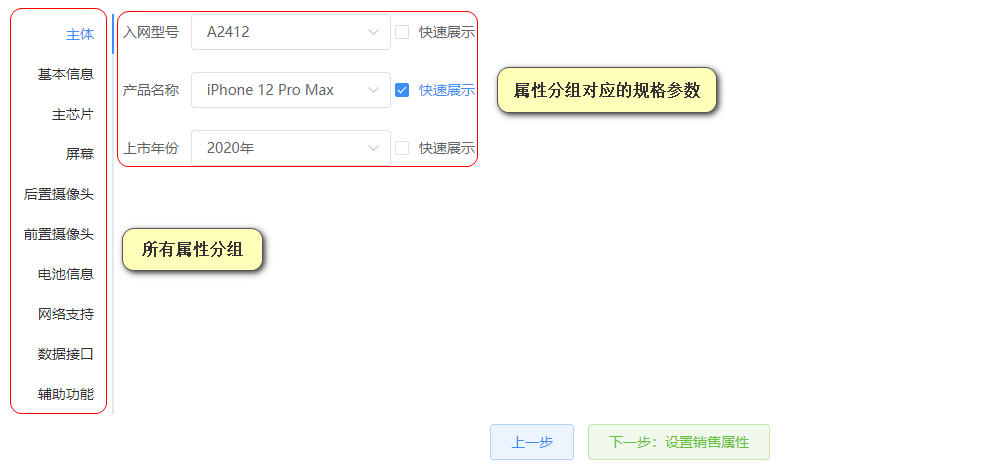 主体
基本信息
主芯片
屏幕
后置摄像头
前置摄像头
电池信息
网络支持
数据接口
辅助功能
入网型号 A2412 快速展示
产品名称 iPhone 12 Pro Max 快速展示
上市年份 2020年 快速展示
属性分组对应的规格参数
所有属性分组
上一步 下一步：设置销售属性